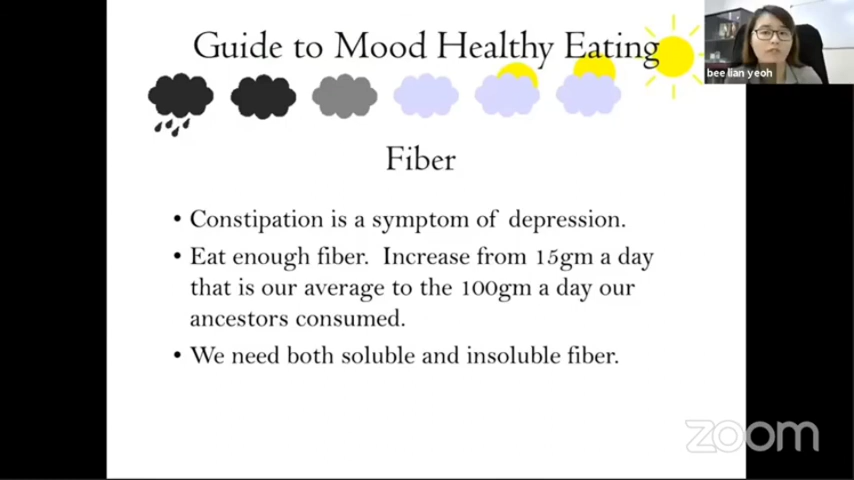 Guide to Mood Healthy Eating
bee lian yeoh
Fiber
• Constipation is a symptom of depression.
• Eat enough fiber. Increase from 15gm a day
that is our average to the 100gm a day our
ancestors consumed.
• We need both soluble and insoluble fiber.
zoom